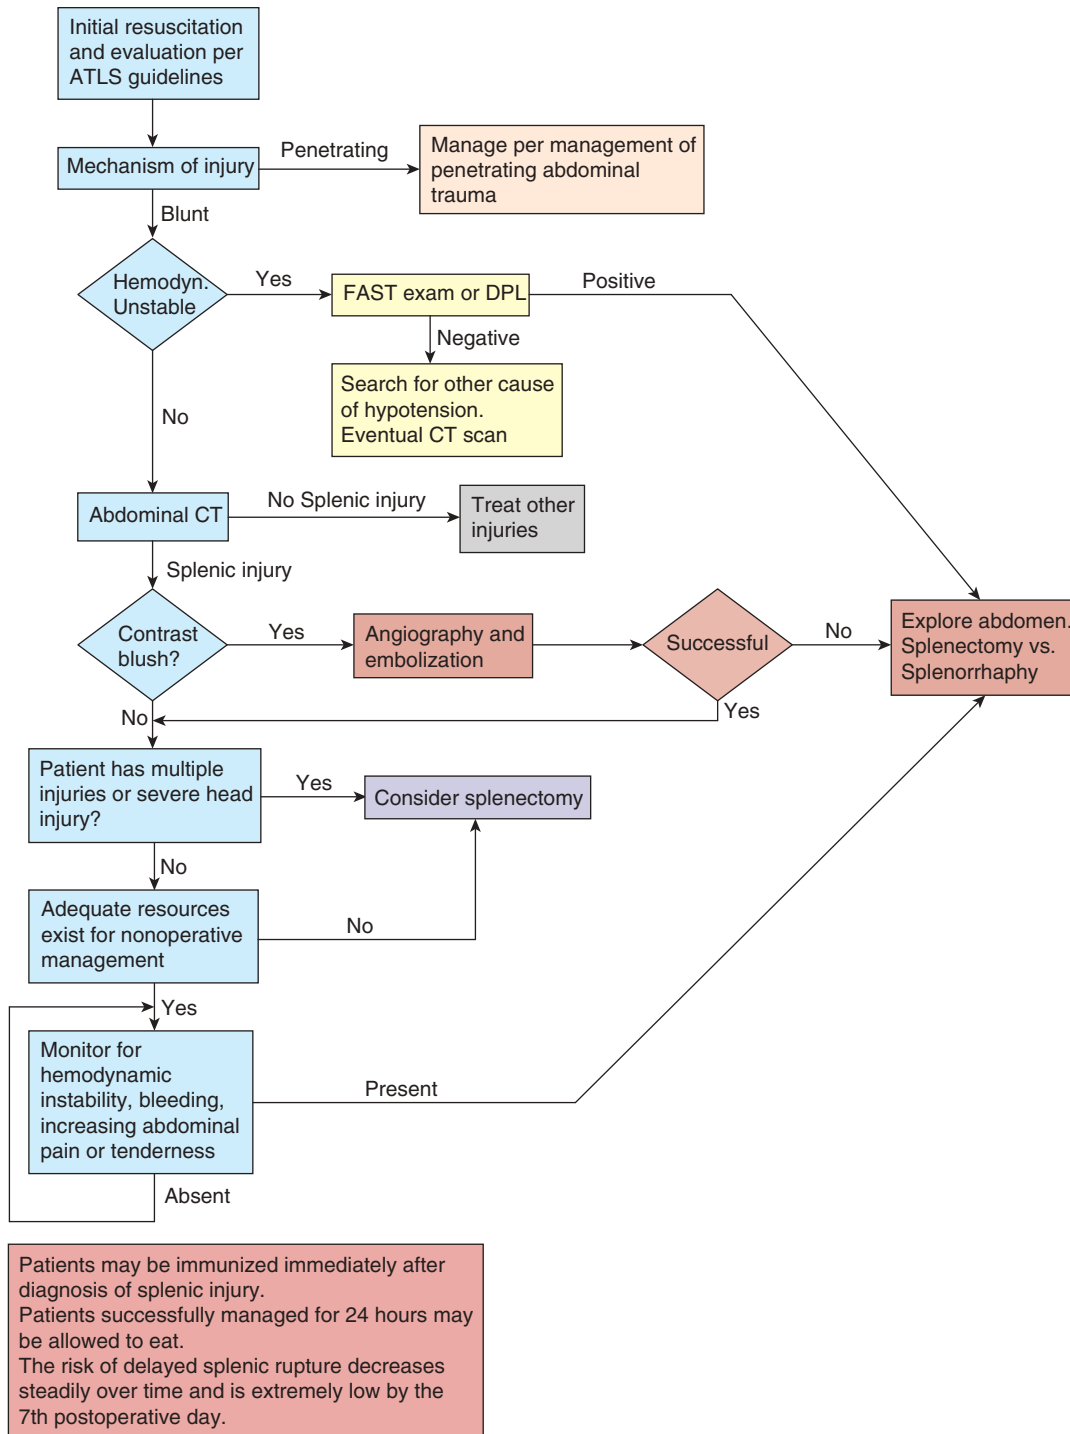 Initial resuscitation
and evaluation per
ATLS guidelines
Mechanism of injury
Penetrating
Manage per management of
penetrating abdominal
trauma
Blunt
Hemodyn.
Unstable
Yes
FAST exam or DPL
Positive
Negative
Search for other cause
of hypotension.
Eventual CT scan
No
Abdominal CT
No Splenic injury
Treat other
injuries
Splenic injury
Contrast
blush?
Yes
Angiography and
embolization
Successful
No
Explore abdomen.
Splenectomy vs.
Splenorrhaphy
No
Yes
Patient has multiple
injuries or severe head
injury?
Yes
Consider splenectomy
No
Adequate resources
exist for nonoperative
management
No
Yes
Monitor for
hemodynamic
instability, bleeding,
increasing abdominal
pain or tenderness
Present
Absent
Patients may be immunized immediately after
diagnosis of splenic injury.
Patients successfully managed for 24 hours may
be allowed to eat.
The risk of delayed splenic rupture decreases
steadily over time and is extremely low by the
7th postoperative day.